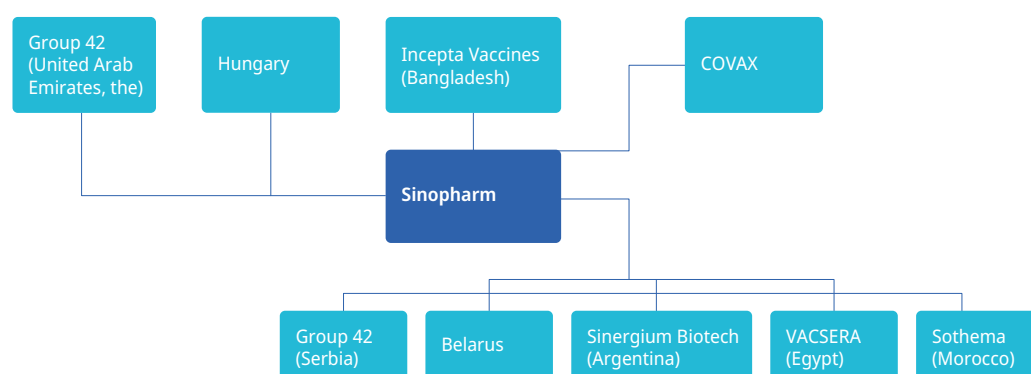 Group 42
(United Arab
Emirates, the)
Hungary
Incepta Vaccines
(Bangladesh)
COVAX
Sinopharm
Group 42
(Serbia)
Belarus
Sinergium Biotech
(Argentina)
VACSERA
(Egypt)
Sothema
(Morocco)